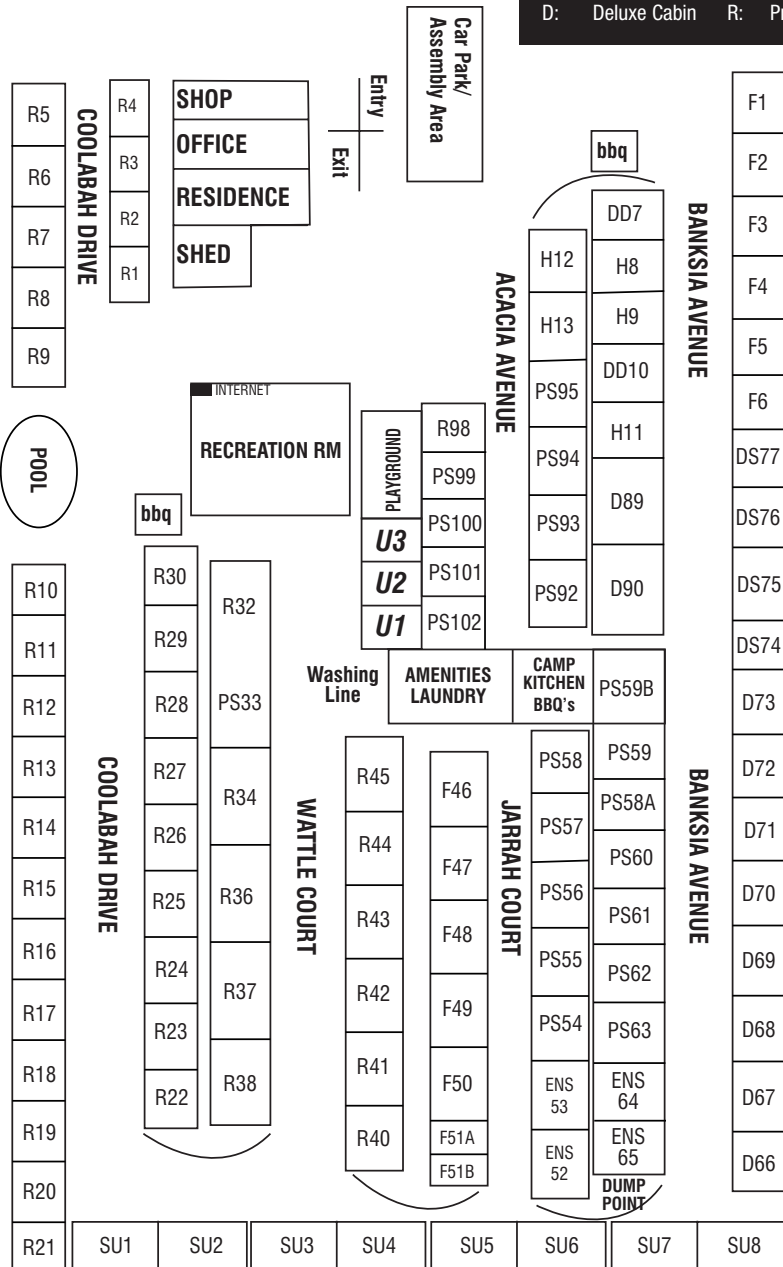 D: Deluxe Cabin R:
Car Park/
Assembly Area
Entry
Exit
SHOP
OFFICE
RESIDENCE
SHED
R4
R3
R2
R1
COOLABAH DRIVE
R5
R6
R7
R8
R9
POOL
INTERNET
RECREATION RM
bbq
PLAYGROUND
U3
U2
U1
R98
PS99
PS100
PS101
PS102
ACACIA AVENUE
bbq
H12
H13
PS95
PS94
PS93
PS92
DD7
H8
H9
DD10
H11
D89
D90
BANKSIA AVENUE
F1
F2
F3
F4
F5
F6
DS77
DS76
DS75
DS74
D73
D72
D71
D70
D69
D68
D67
D66
R10
R11
R12
R13
R14
R15
R16
R17
R18
R19
R20
R21
COOLABAH DRIVE
R30
R29
R28
R27
R26
R25
R24
R23
R22
R32
PS33
R34
R36
R37
R38
WATTLE COURT
Washing
Line
AMENITIES
LAUNDRY
CAMP
KITCHEN
BBQ's
PS59B
R45
R44
R43
R42
R41
R40
F46
F47
F48
F49
F50
F51A
F51B
JARRAH COURT
PS58
PS57
PS56
PS55
PS54
ENS
53
ENS
52
PS59
PS58A
PS60
PS61
PS62
PS63
ENS
64
ENS
65
DUMP
POINT
BANKSIA AVENUE
SU1
SU2
SU3
SU4
SU5
SU6
SU7
SU8